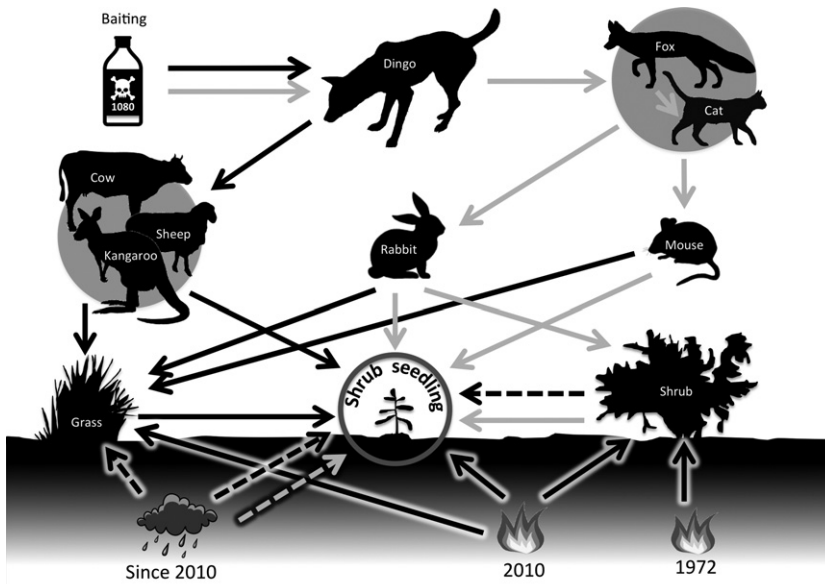 Baiting
1080
Dingo
Fox
Cat
Cow
Sheep
Kangaroo
Rabbit
Mouse
Grass
Shrub seedling
Shrub
Since 2010
2010
1972